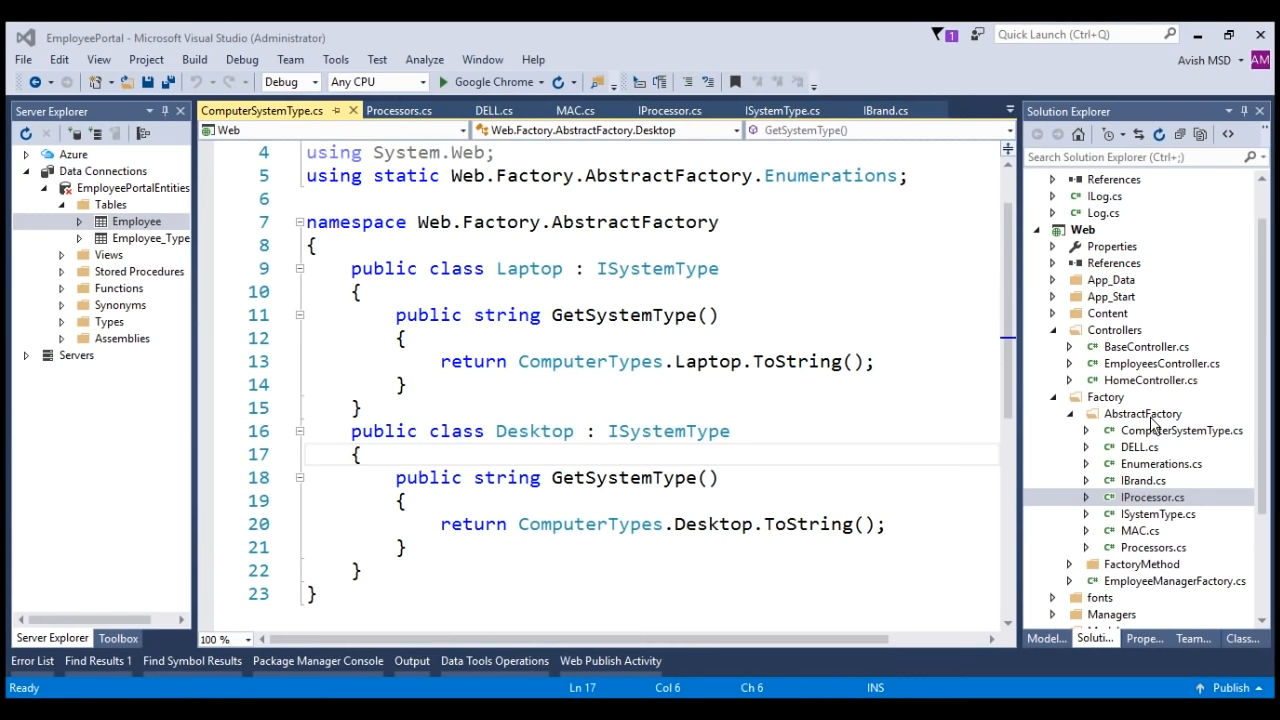 EmployeePortal - Microsoft Visual Studio (Administrator)
1
Quick Launch (Ctrl+Q)
File Edit View Project Build Debug Team Tools Test Analyze Window Help
Avish MSD AM
Debug Any CPU Google Chrome
Server Explorer
Azure
Data Connections
EmployeePortalEntities
Tables
Employee
Employee_Type
Views
Stored Procedures
Functions
Synonyms
Types
Assemblies
Servers
Server Explorer Toolbox
ComputerSystemType.cs Processors.cs DELL.cs MAC.cs IProcessor.cs ISystemType.cs IBrand.cs
Web Web.Factory.AbstractFactory.Desktop GetSystemType()
4 using System.Web;
5 using static Web.Factory.AbstractFactory.Enumerations;
6
7 namespace Web.Factory.AbstractFactory
8 {
9 public class Laptop : ISystemType
10 {
11 public string GetSystemType()
12 {
13 return ComputerTypes.Laptop.ToString();
14 }
15 }
16 public class Desktop : ISystemType
17 {
18 public string GetSystemType()
19 {
20 return ComputerTypes.Desktop.ToString();
21 }
22 }
23 }
100 %
Solution Explorer
Search Solution Explorer (Ctrl+;)
References
ILog.cs
Log.cs
Web
Properties
References
App_Data
App_Start
Content
Controllers
BaseController.cs
EmployeesController.cs
HomeController.cs
Factory
AbstractFactory
ComputerSystemType.cs
DELL.cs
Enumerations.cs
IBrand.cs
IProcessor.cs
ISystemType.cs
MAC.cs
Processors.cs
FactoryMethod
EmployeeManagerFactory.cs
fonts
Managers
Model... Soluti... Prope... Team... Class...
Error List Find Results 1 Find Symbol Results Package Manager Console Output Data Tools Operations Web Publish Activity
Ready Ln 17 Col 6 Ch 6 INS Publish